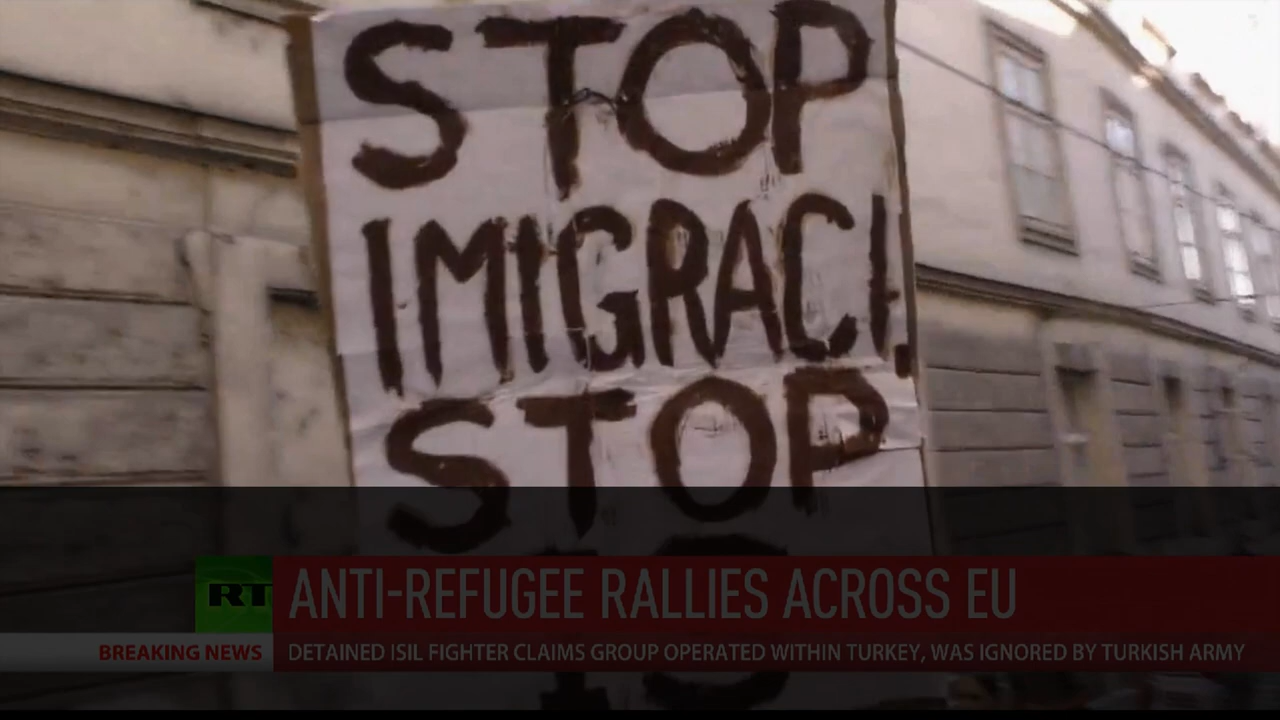 STOP
IMIGRACI.
STOP
IS
RT
ANTI-REFUGEE RALLIES ACROSS EU
BREAKING NEWS
DETAINED ISIL FIGHTER CLAIMS GROUP OPERATED WITHIN TURKEY, WAS IGNORED BY TURKISH ARMY